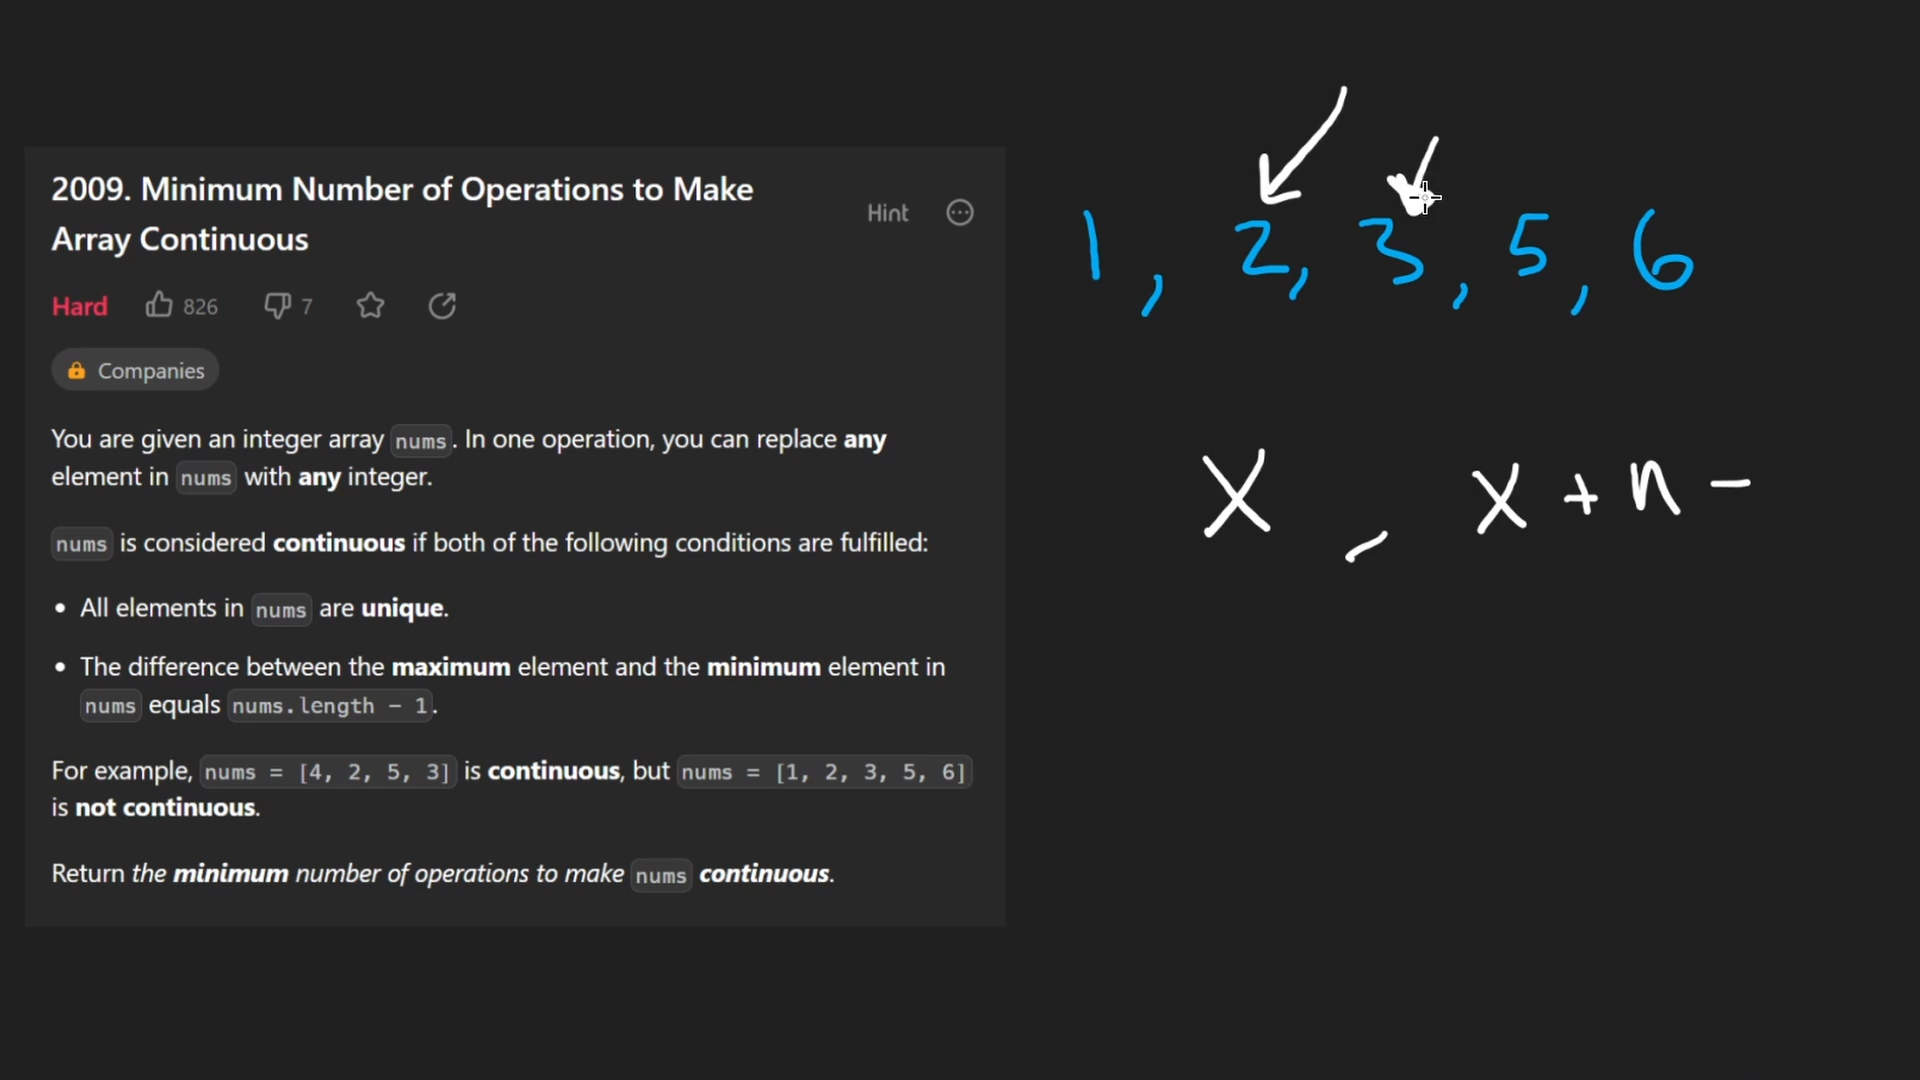 2009. Minimum Number of Operations to Make
Array Continuous
Hint
Hard 826 7
Companies
You are given an integer array nums. In one operation, you can replace any
element in nums with any integer.
nums is considered continuous if both of the following conditions are fulfilled:
• All elements in nums are unique.
• The difference between the maximum element and the minimum element in
nums equals nums.length - 1.
For example, nums = [4, 2, 5, 3] is continuous, but nums = [1, 2, 3, 5, 6]
is not continuous.
Return the minimum number of operations to make nums continuous.
1, 2, 3, 5, 6
X, X + n -